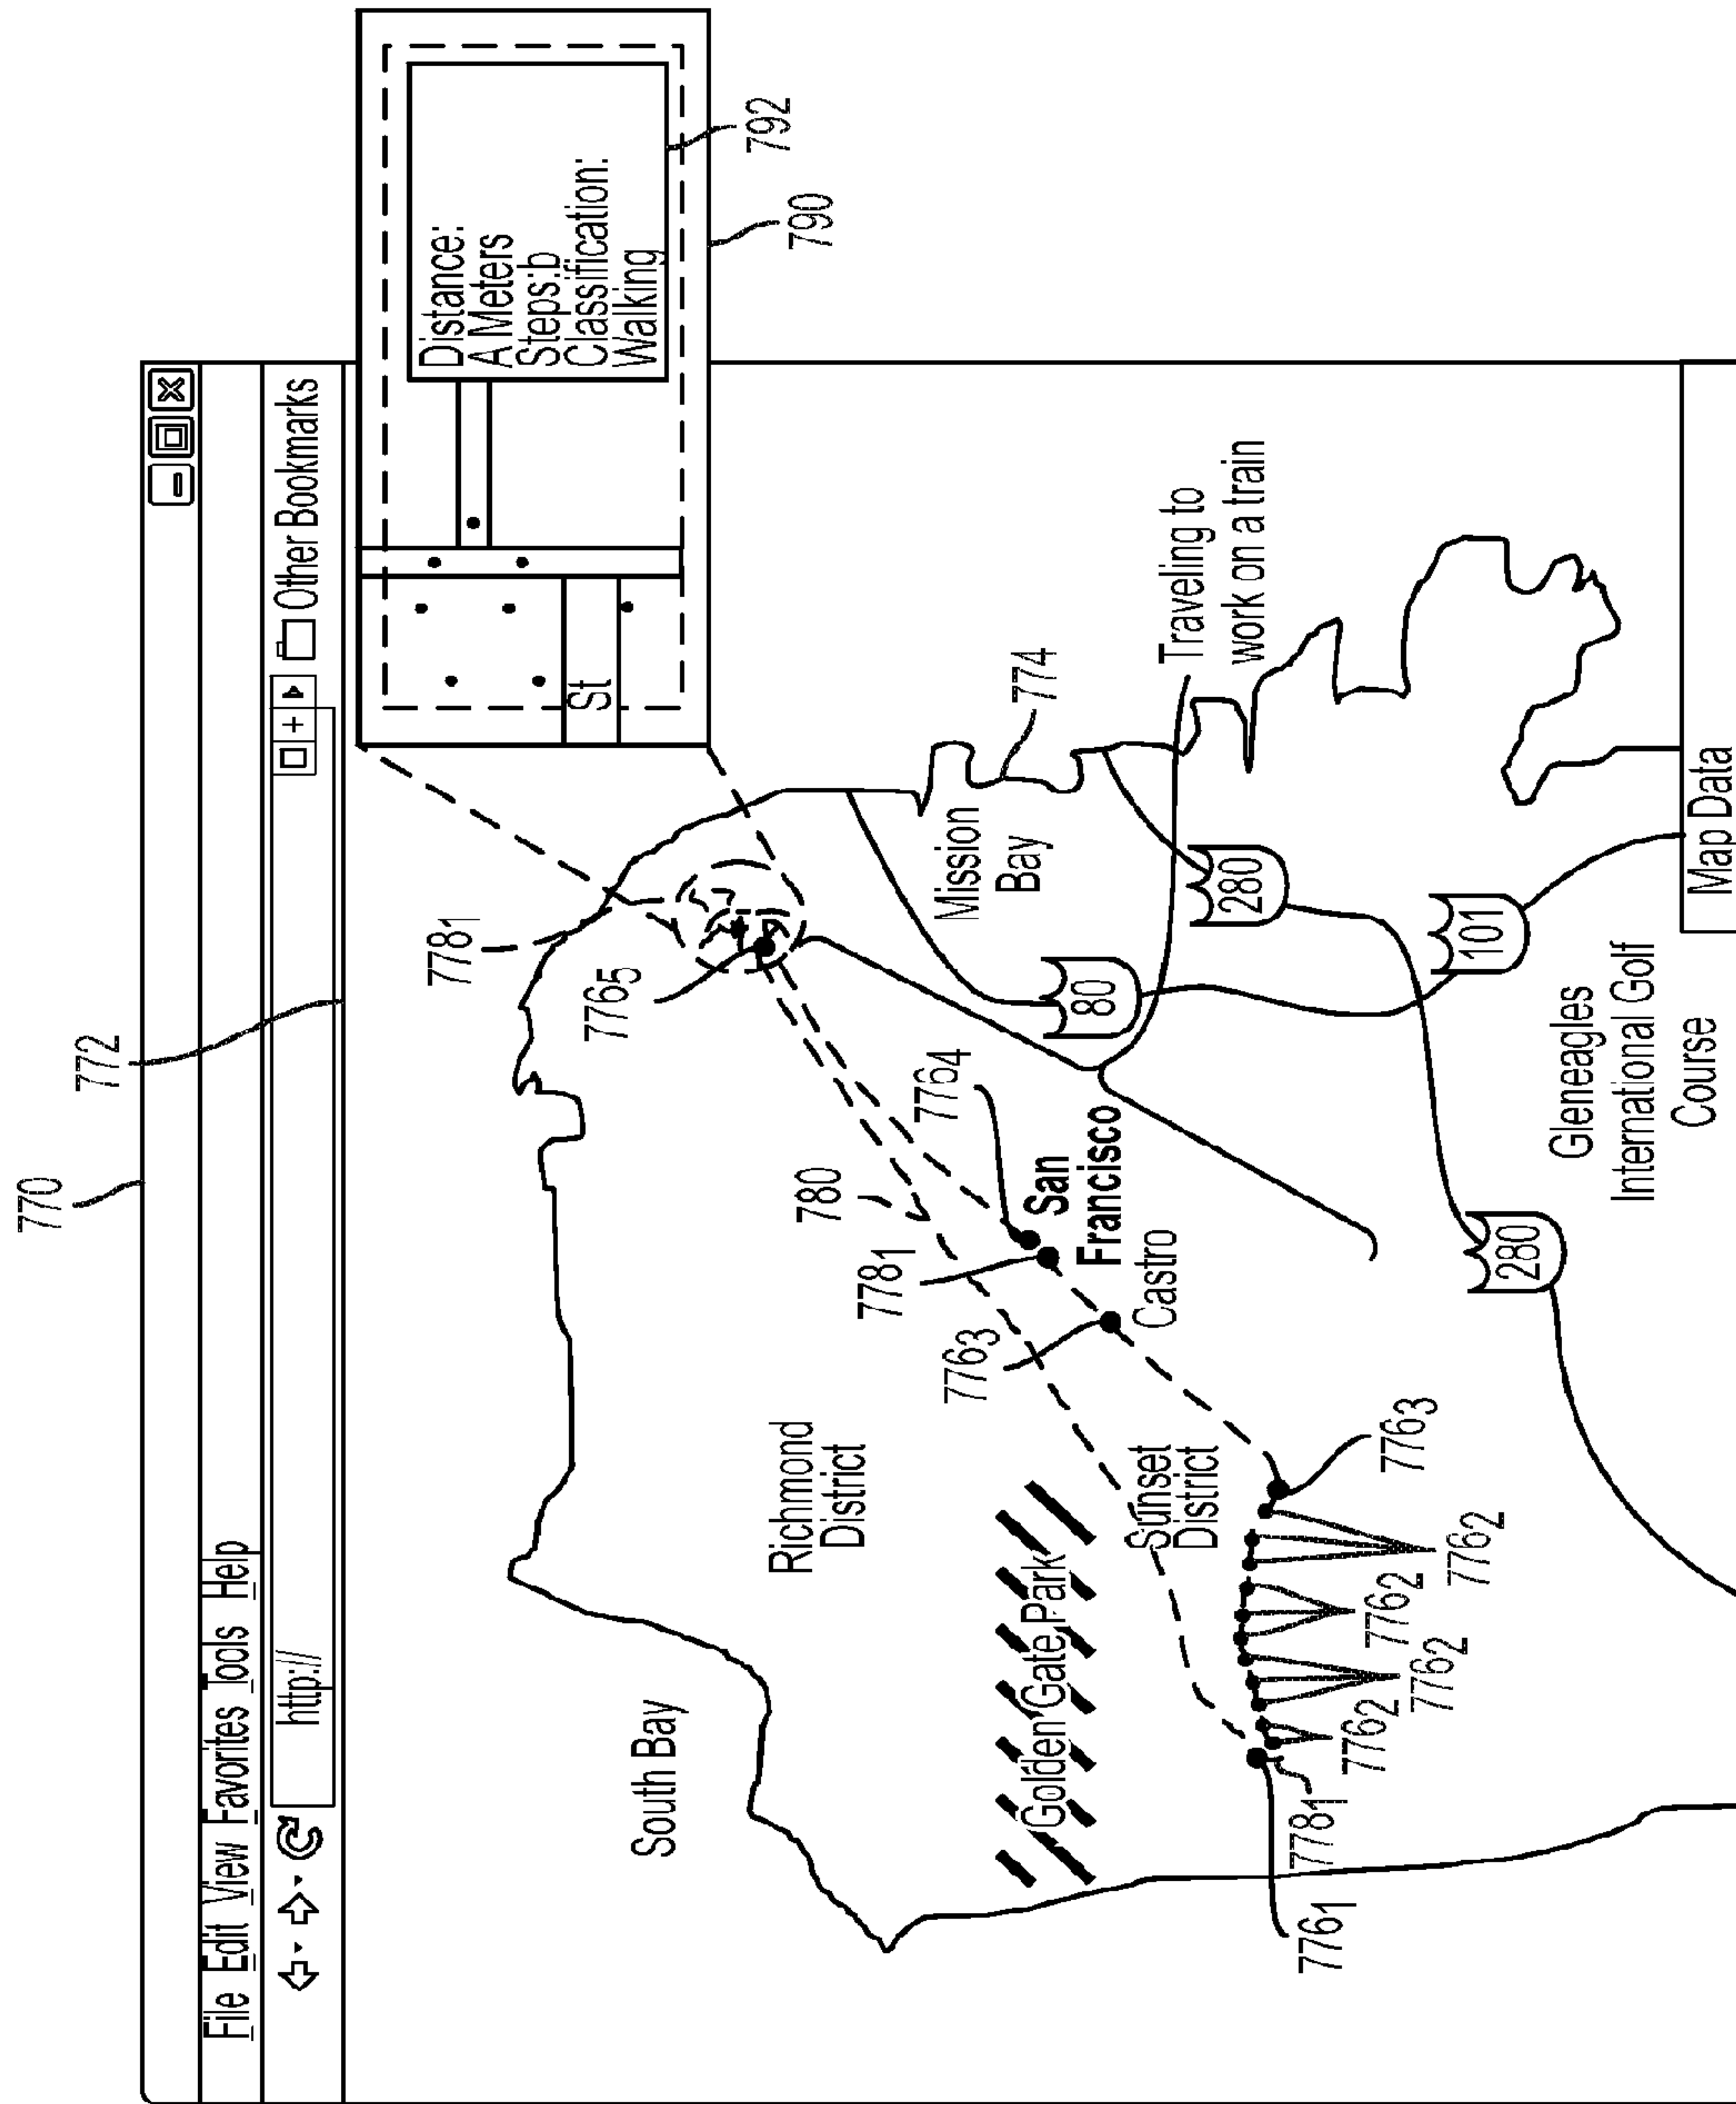 770
772
File Edit View Favorites Tools Help
http://
+
Other Bookmarks
Distance:
A Meters
Steps:b
Classification:
Walking
St
792
790
South Bay
778₁
776₅
Richmond
District
780
778₁
776₄
776₃
San
Francisco
Castro
Mission
Bay
774
Golden Gate Park
Sunset
District
80
280
Traveling to
work on a train
776₁
778₁
776₂
776₂
776₂
776₂
776₃
280
101
Gleneagles
International Golf
Course
Map Data